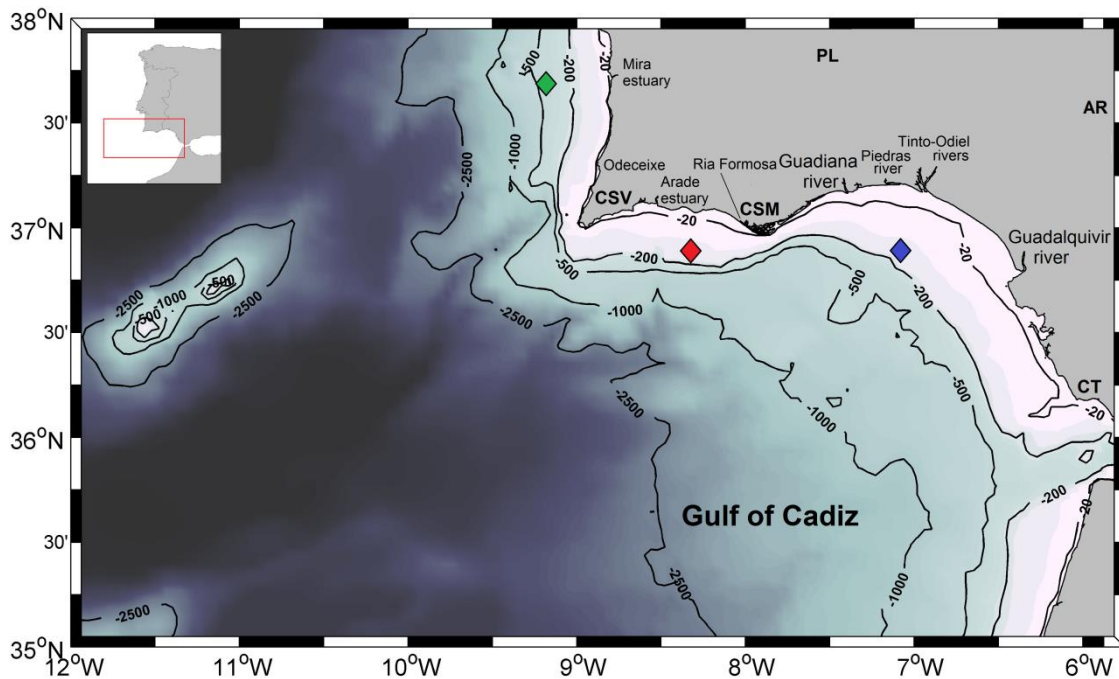 38°N
30'
37°N
30'
36°N
30'
35°N
12°W
11°W
10°W
9°W
8°W
7°W
6°W
PL
AR
Mira
estuary
Odeceixe
CSV
Arade
estuary
Ria Formosa
CSM
Guadiana
river
Piedras
river
Tinto-Odiel
rivers
Guadalquivir
river
CT
Gulf of Cadiz
-500
-200
-20
-1000
-2500
-20
-200
-500
-1000
-2500
-500
-200
-20
-500
-1000
-2500
-20
-200
-20
-1000
-2500
-2500
-1000
-500
-500
-2500
-2500